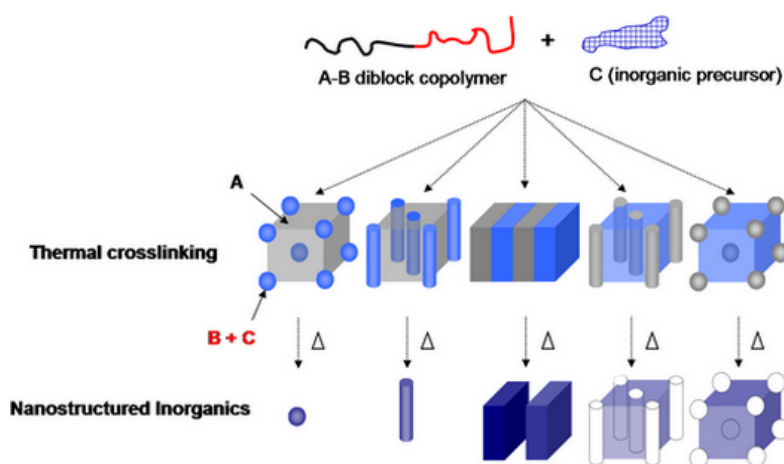 +
A-B diblock copolymer
C (inorganic precursor)
A
Thermal crosslinking
B + C
Δ Δ Δ Δ Δ
Nanostructured Inorganics